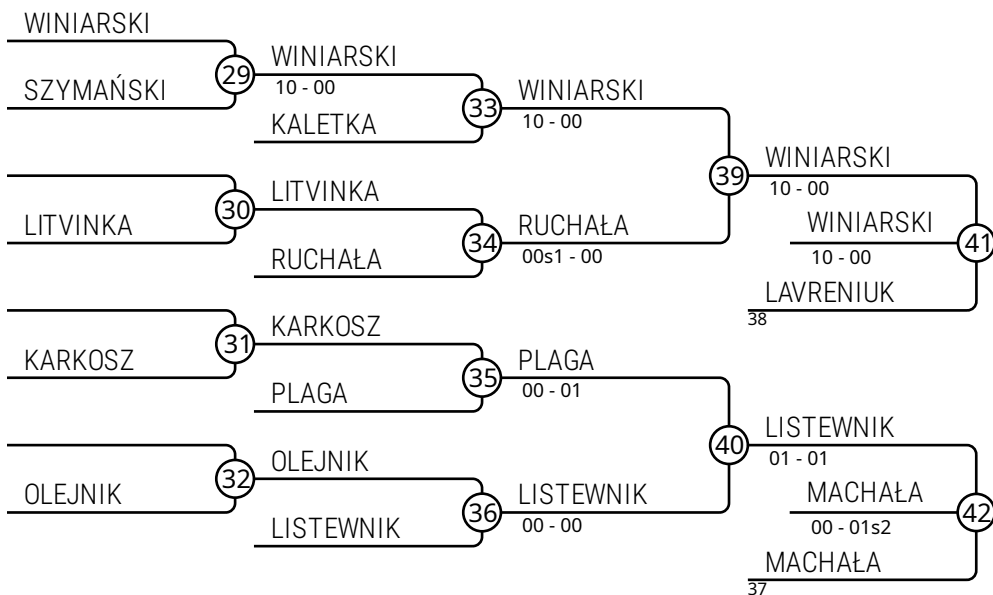 WINIARSKI
SZYMAŃSKI
29
WINIARSKI
10 - 00
KALETKA
33
WINIARSKI
10 - 00
LITVINKA
30
LITVINKA
RUCHAŁA
34
RUCHAŁA
00s1 - 00
39
WINIARSKI
10 - 00
WINIARSKI
10 - 00
41
LAVRENIUK
38
KARKOSZ
31
KARKOSZ
PLAGA
35
PLAGA
00 - 01
OLEJNIK
32
OLEJNIK
LISTEWNIK
36
LISTEWNIK
00 - 00
40
LISTEWNIK
01 - 01
MACHAŁA
00 - 01s2
42
MACHAŁA
37